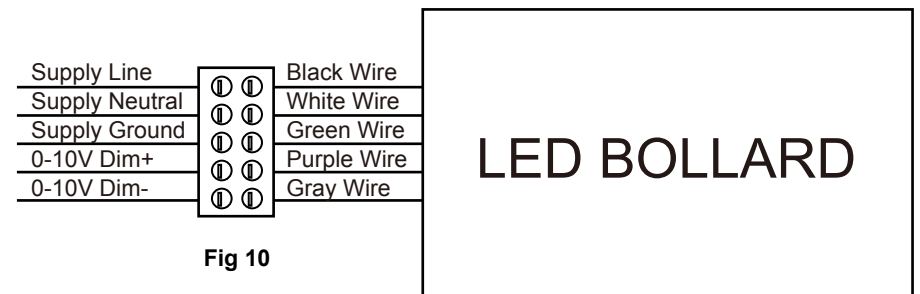 Supply Line Black Wire
Supply Neutral White Wire
Supply Ground Green Wire
0-10V Dim+ Purple Wire
0-10V Dim- Gray Wire
LED BOLLARD
Fig 10